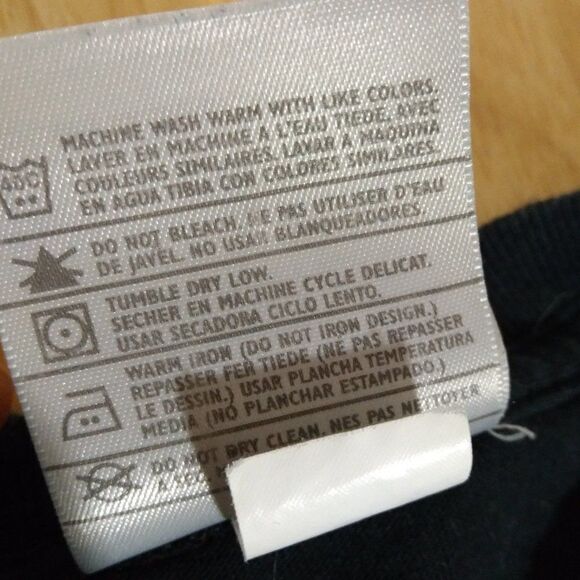 MACHINE WASH WARM WITH LIKE COLORS.
LAVER EN MACHINE A L'EAU TIEDE, AVEC
COULEURS SIMILAIRES. LAVAR A MAQUINA
EN AGUA TIBIA CON COLORES SIMILARES.
40C
DO NOT BLEACH. NE PAS UTILISER D'EAU
DE JAVEL. NO USAR BLANQUEADORES.
TUMBLE DRY LOW.
SECHER EN MACHINE CYCLE DELICAT.
USAR SECADORA CICLO LENTO.
WARM IRON (DO NOT IRON DESIGN.)
REPASSER FER TIEDE (NE PAS REPASSER
LE DESSIN.) USAR PLANCHA TEMPERATURA
MEDIA (NO PLANCHAR ESTAMPADO.)
DO NOT DRY CLEAN. NES PAS NETTOYER
A SEC.